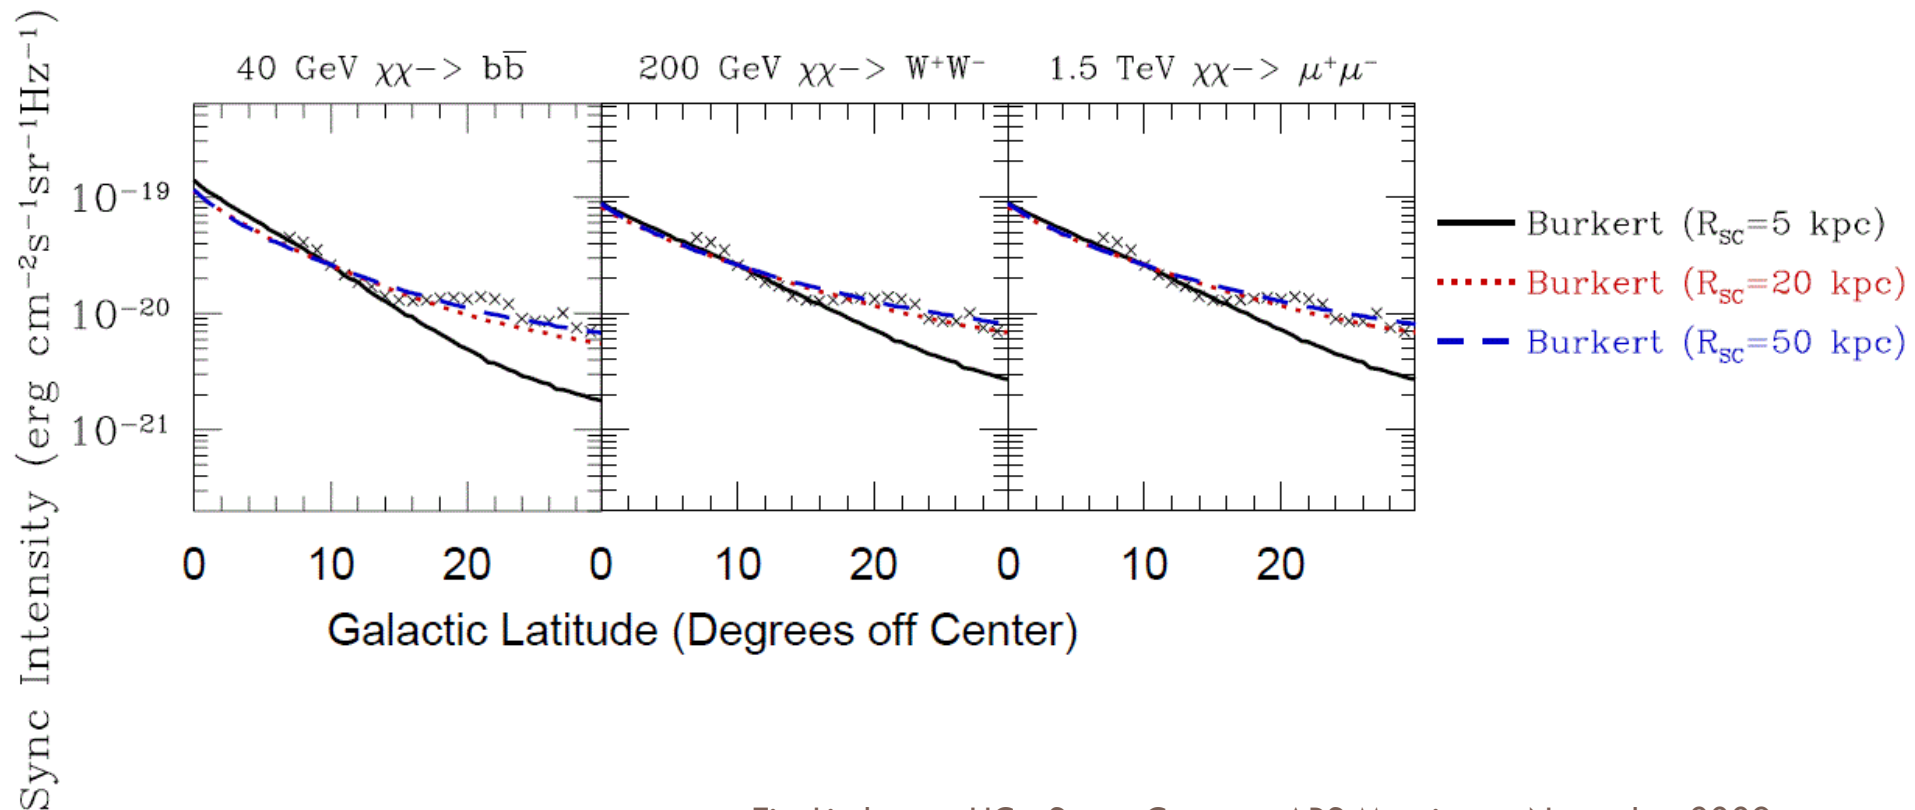 40 GeV χχ−> bb̅
200 GeV χχ−> W⁺W⁻
1.5 TeV χχ−> μ⁺μ⁻
Sync Intensity (erg cm⁻²s⁻¹sr⁻¹Hz⁻¹)
10⁻¹⁹
10⁻²⁰
10⁻²¹
0 10 20 0 10 20 0 10 20
Galactic Latitude (Degrees off Center)
Burkert (R_SC=5 kpc)
Burkert (R_SC=20 kpc)
Burkert (R_SC=50 kpc)